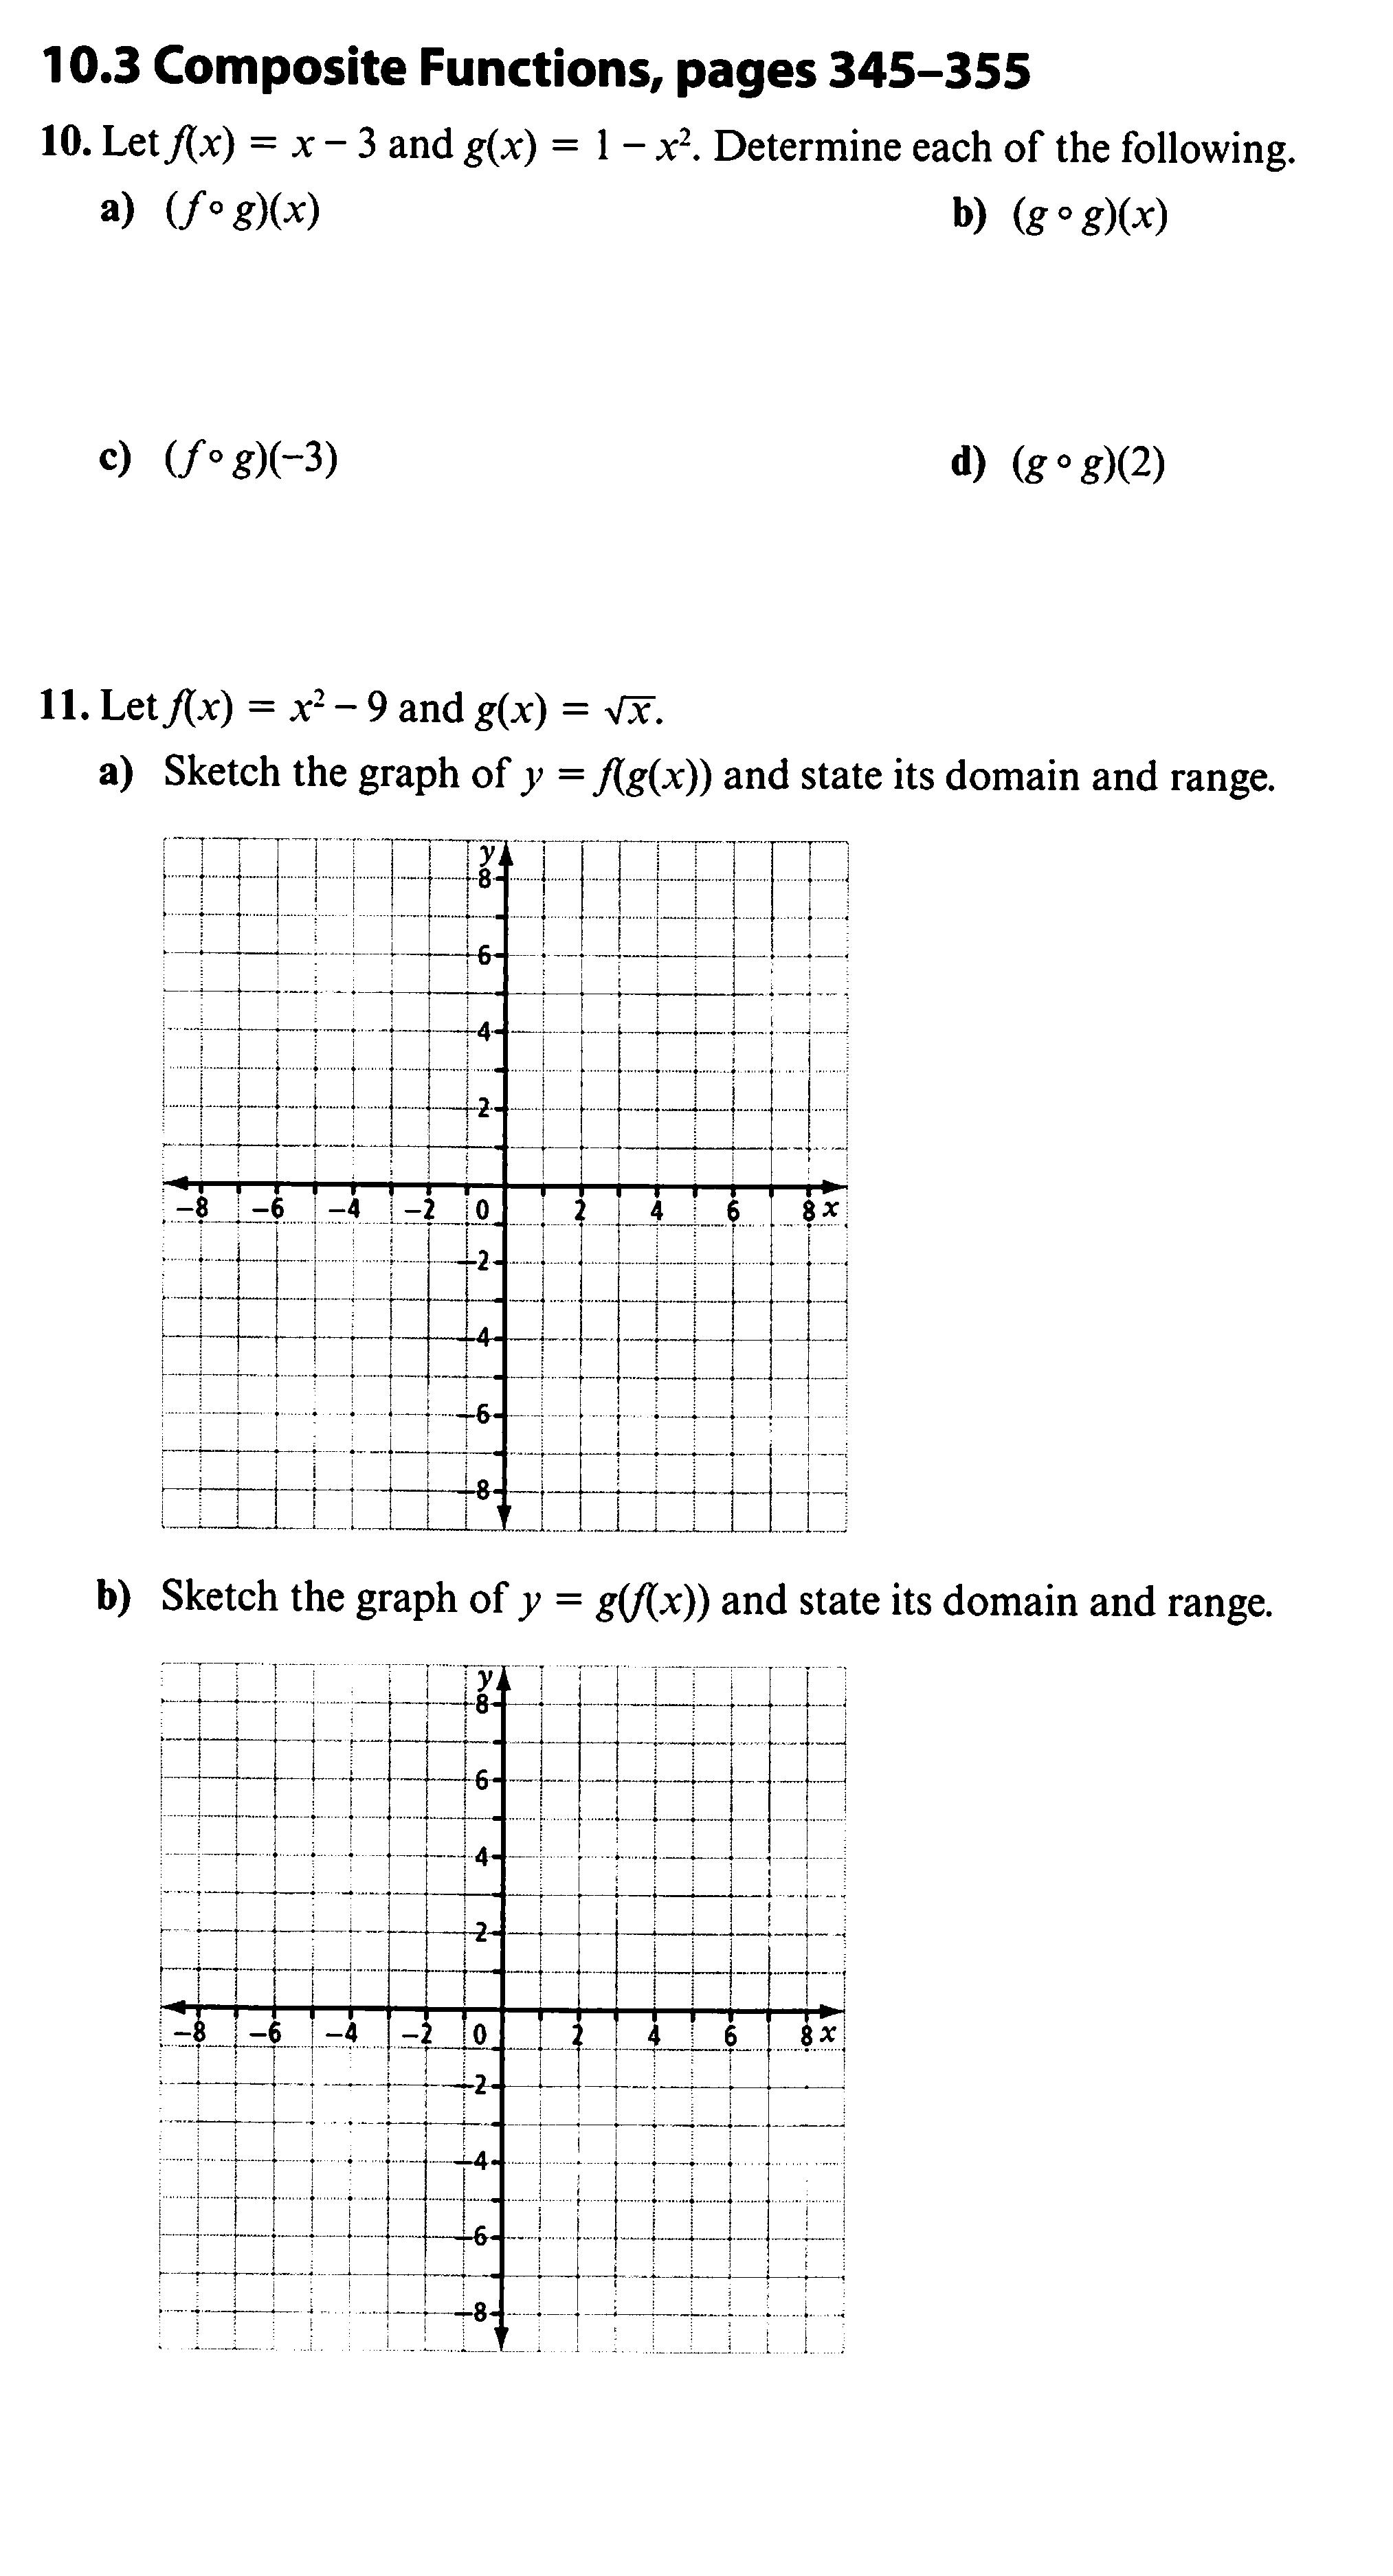 10.3 Composite Functions, pages 345–355
10. Let f(x) = x − 3 and g(x) = 1 − x². Determine each of the following.
a) (f ∘ g)(x)
b) (g ∘ g)(x)
c) (f ∘ g)(−3)
d) (g ∘ g)(2)
11. Let f(x) = x² − 9 and g(x) = √x.
a) Sketch the graph of y = f(g(x)) and state its domain and range.
y
8
6
4
2
−8 −6 −4 −2 0 2 4 6 8 x
−2
−4
−6
−8
b) Sketch the graph of y = g(f(x)) and state its domain and range.
y
8
6
4
2
−8 −6 −4 −2 0 2 4 6 8 x
−2
−4
−6
−8